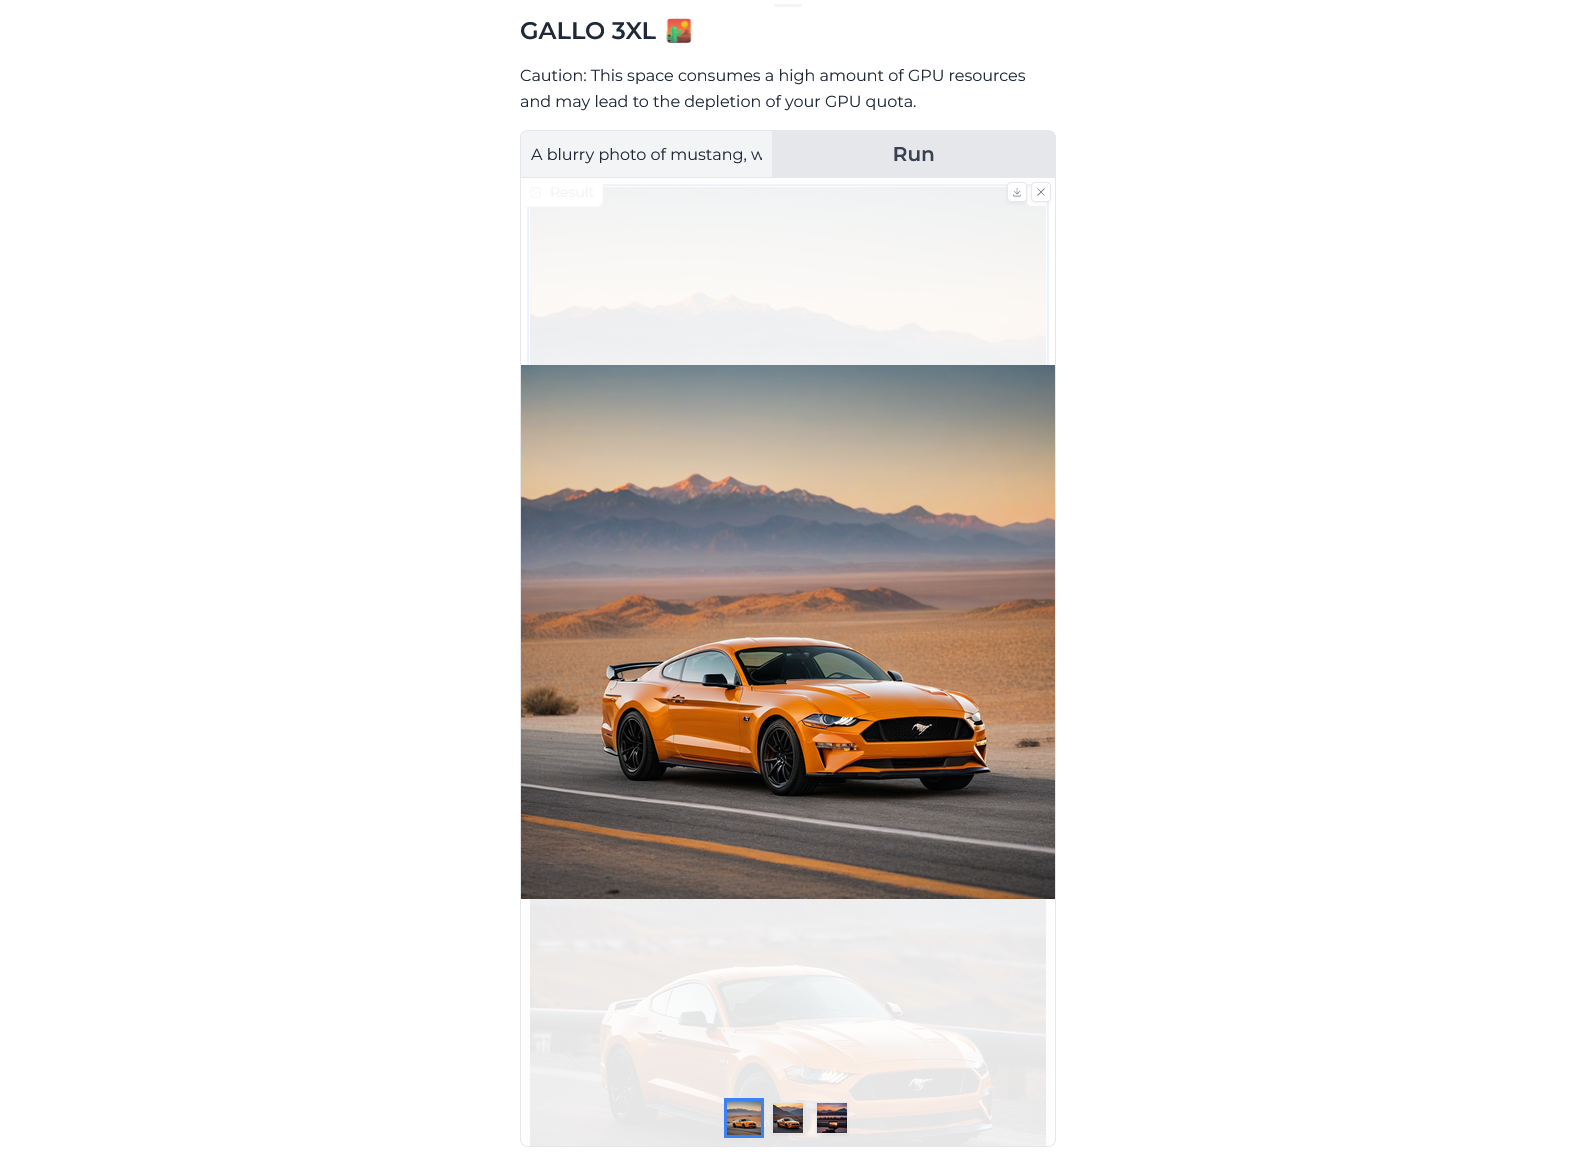 GALLO 3XL
Caution: This space consumes a high amount of GPU resources
and may lead to the depletion of your GPU quota.
A blurry photo of mustang, w
Run
Result